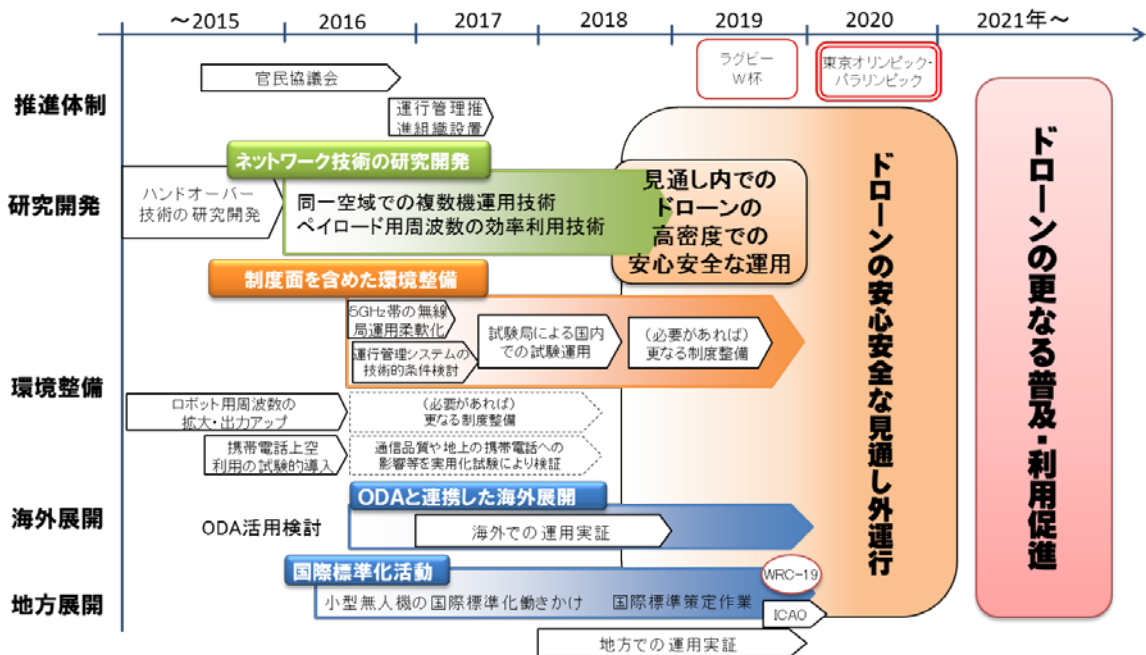 ～2015
2016
2017
2018
2019
2020
2021年～
推進体制
官民協議会
運行管理推
進組織設置
ラグビー
W杯
東京オリンピック・
パラリンピック
研究開発
ネットワーク技術の研究開発
ハンドオーバー
技術の研究開発
同一空域での複数機運用技術
ペイロード用周波数の効率利用技術
見通し内での
ドローンの
高密度での
安心安全な運用
環境整備
制度面を含めた環境整備
5GHz帯の無線
局運用柔軟化
運行管理システムの
技術的条件検討
試験局による国内
での試験運用
(必要があれば)
更なる制度整備
ロボット用周波数の
拡大・出力アップ
(必要があれば)
更なる制度整備
携帯電話上空
利用の試験的導入
通信品質や地上の携帯電話への
影響等を実用化試験により検証
海外展開
ODAと連携した海外展開
ODA活用検討
海外での運用実証
地方展開
国際標準化活動
小型無人機の国際標準化働きかけ 国際標準策定作業
WRC-19
ICAO
地方での運用実証
ドローンの安心安全な見通し外運行
ドローンの更なる普及・利用促進